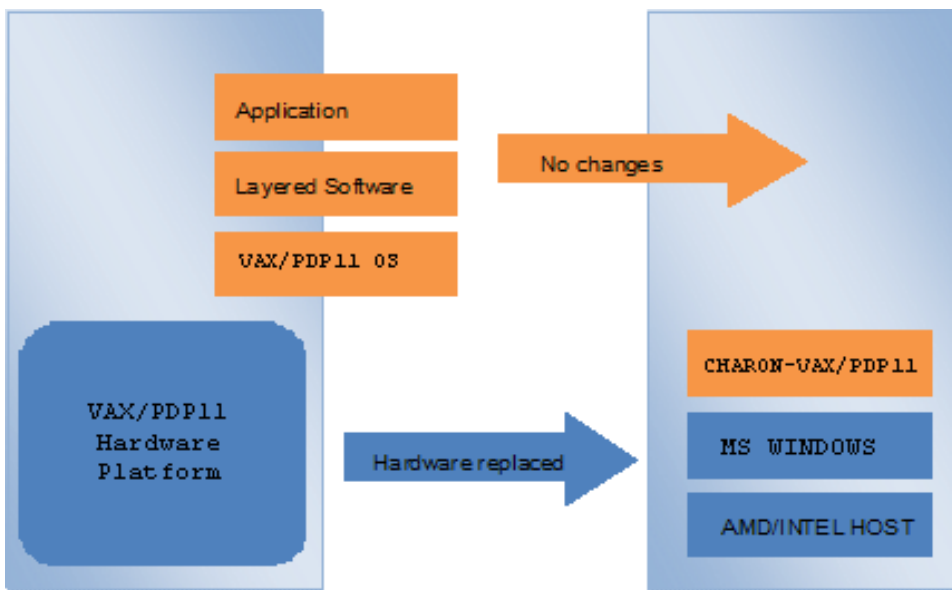 Application
Layered Software
VAX/PDP11 OS
No changes
VAX/PDP11
Hardware
Platform
Hardware replaced
CHARON-VAX/PDP11
MS WINDOWS
AMD/INTEL HOST